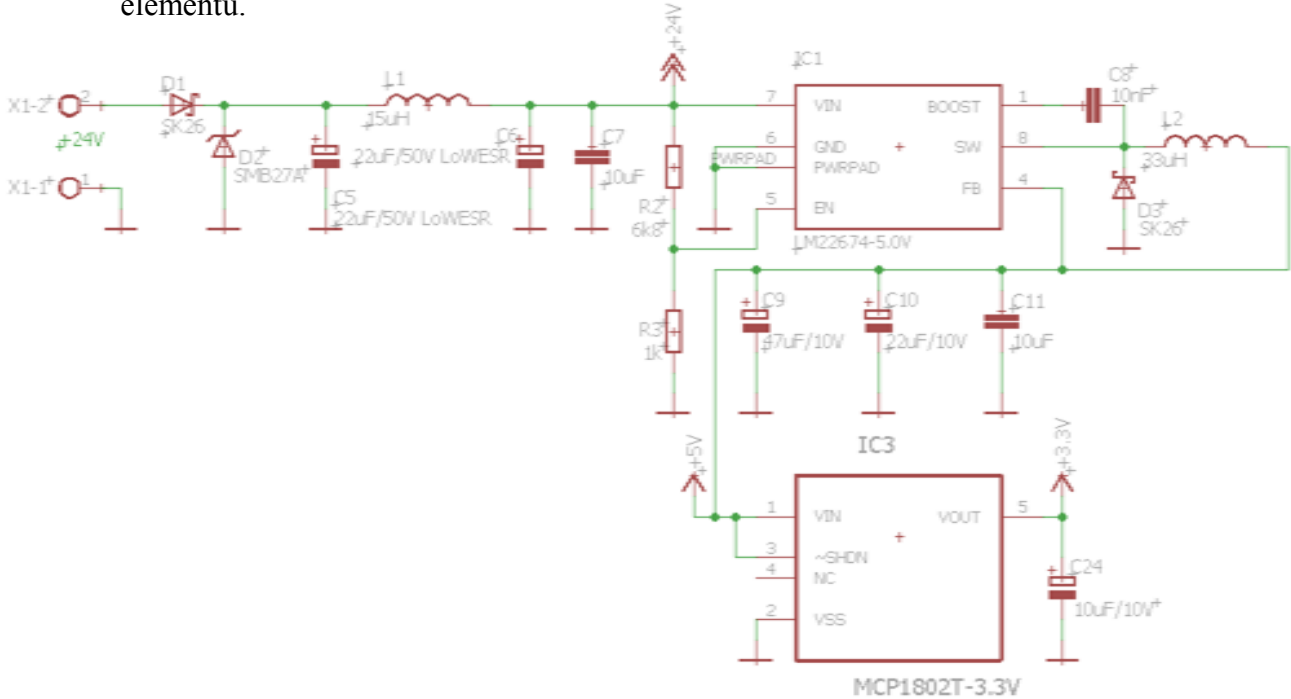 elementu.
+24V
IC1
D1
L1
C8
10nF
X1-2
2
SK26
15uH
7
VIN
BOOST
1
L2
+24V
D2
SMB27A
C6
22uF/50V LoWESR
C7
10uF
6
GND
SW
8
33uH
PWRPAD
PWRPAD
FB
4
X1-1
1
C5
22uF/50V LoWESR
R2
6k8
5
EN
D3
SK26
LM22674-5.0V
R3
1k
C9
47uF/10V
C10
22uF/10V
C11
10uF
IC3
+5V
+3.3V
1
VIN
VOUT
5
3
~SHDN
4
NC
C24
10uF/10V
2
VSS
MCP1802T-3.3V